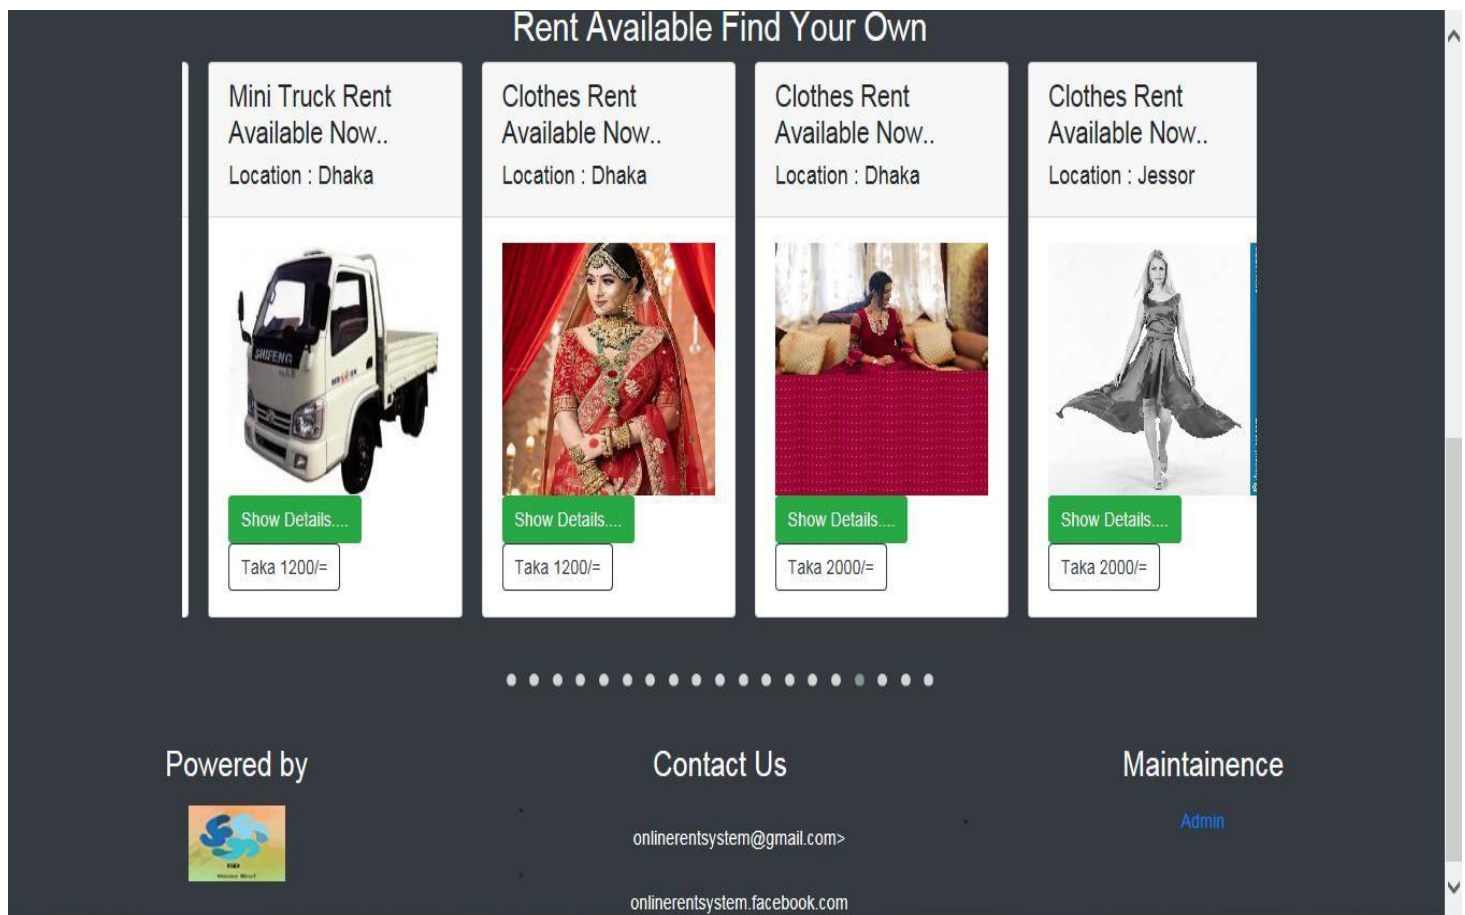 Rent Available Find Your Own
Mini Truck Rent
Available Now..
Location : Dhaka
SHIFENG
Show Details....
Taka 1200/=
Clothes Rent
Available Now..
Location : Dhaka
Show Details....
Taka 1200/=
Clothes Rent
Available Now..
Location : Dhaka
Show Details....
Taka 2000/=
Clothes Rent
Available Now..
Location : Jessor
Show Details....
Taka 2000/=
Powered by
Contact Us
onlinerentsystem@gmail.com>
onlinerentsystem.facebook.com
Maintainence
Admin